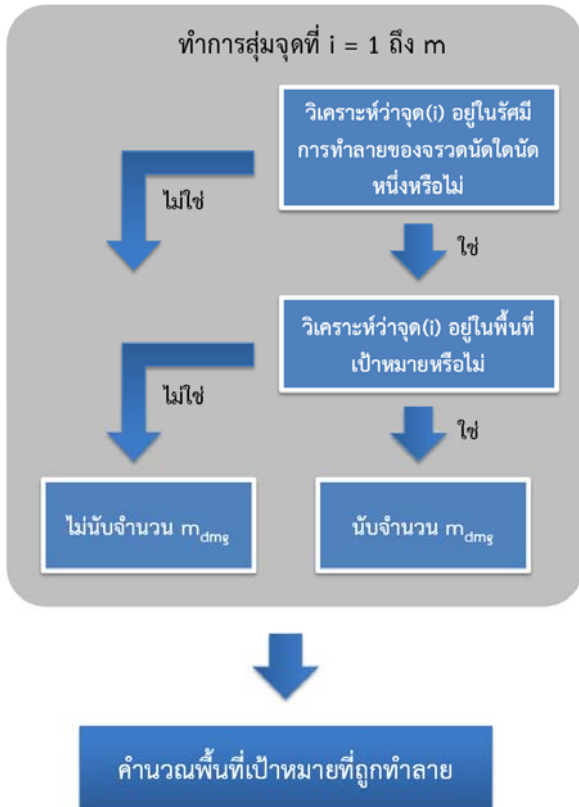 ทำการสุ่มจุดที่ i = 1 ถึง m
วิเคราะห์ว่าจุด(i) อยู่ในรัศมี
การทำลายของจรวดนัดใดนัด
หนึ่งหรือไม่
ไม่ใช่
ใช่
วิเคราะห์ว่าจุด(i) อยู่ในพื้นที่
เป้าหมายหรือไม่
ไม่ใช่
ใช่
ไม่นับจำนวน m_dmg
นับจำนวน m_dmg
คำนวณพื้นที่เป้าหมายที่ถูกทำลาย